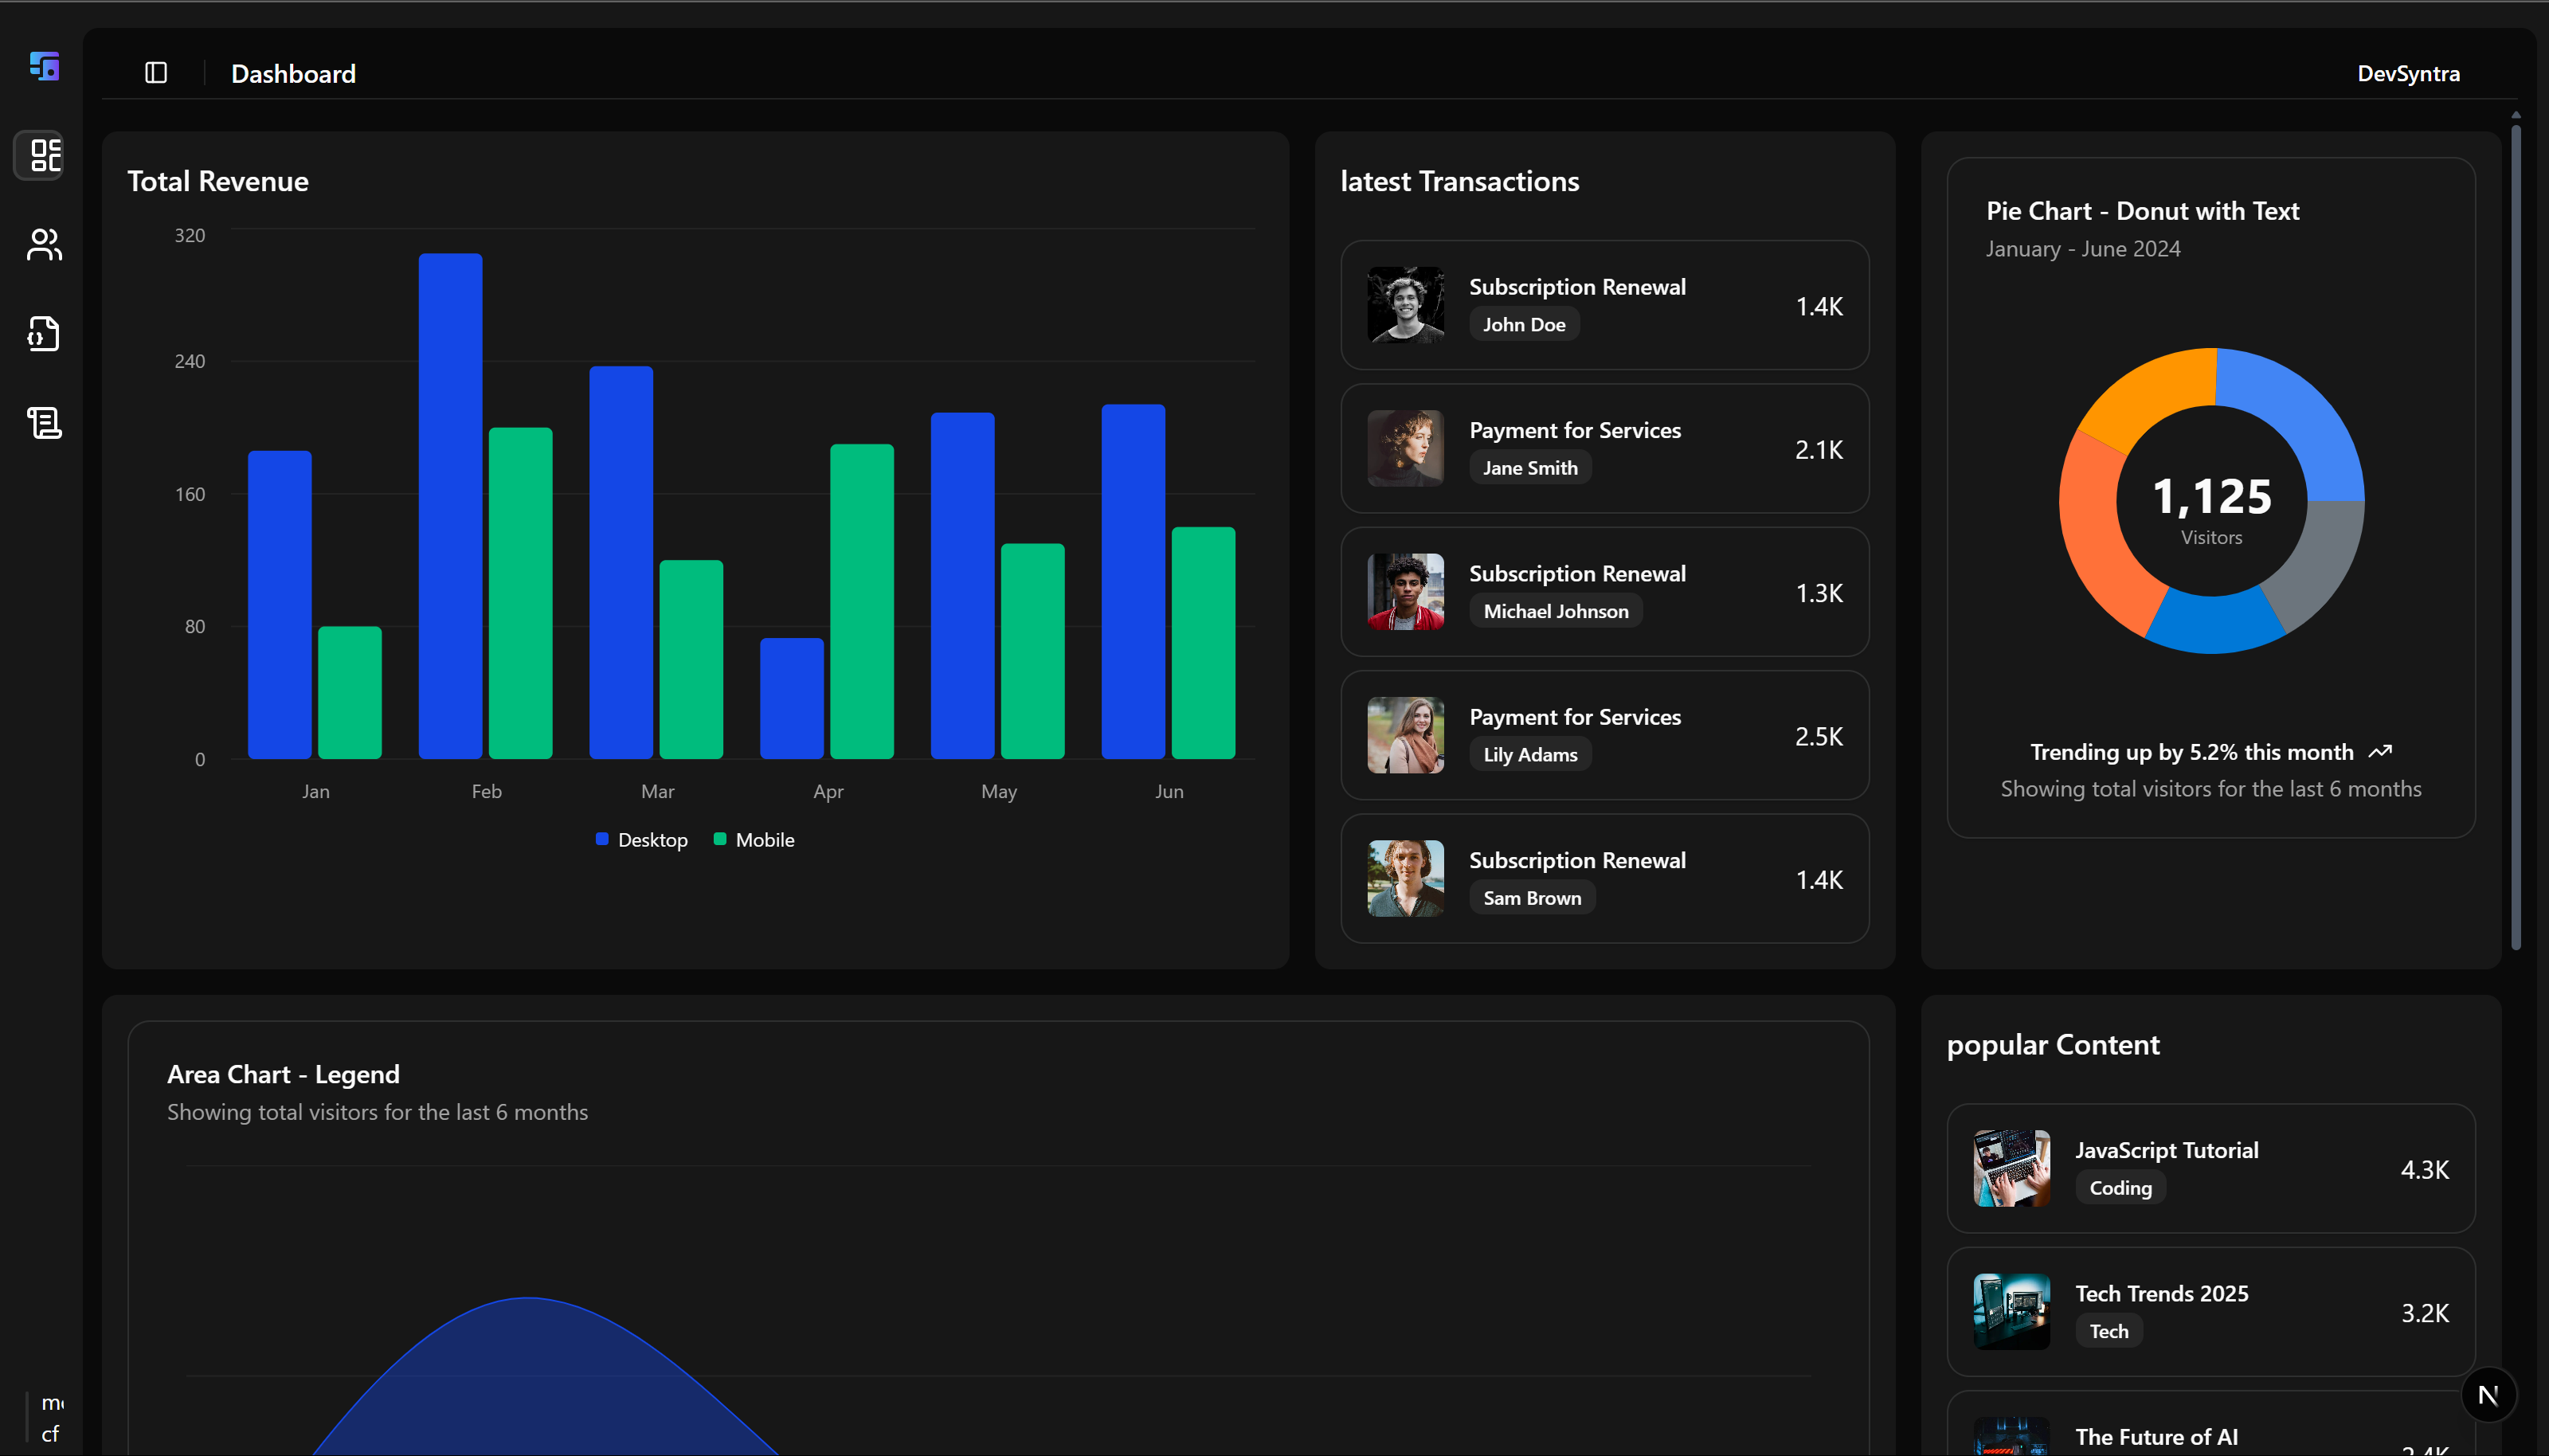 Dashboard
DevSyntra
Total Revenue
320
240
160
80
0
Jan
Feb
Mar
Apr
May
Jun
Desktop
Mobile
latest Transactions
Subscription Renewal
John Doe
1.4K
Payment for Services
Jane Smith
2.1K
Subscription Renewal
Michael Johnson
1.3K
Payment for Services
Lily Adams
2.5K
Subscription Renewal
Sam Brown
1.4K
Pie Chart - Donut with Text
January - June 2024
1,125
Visitors
Trending up by 5.2% this month
Showing total visitors for the last 6 months
Area Chart - Legend
Showing total visitors for the last 6 months
popular Content
JavaScript Tutorial
Coding
4.3K
Tech Trends 2025
Tech
3.2K
The Future of AI
2.4K
cf
N